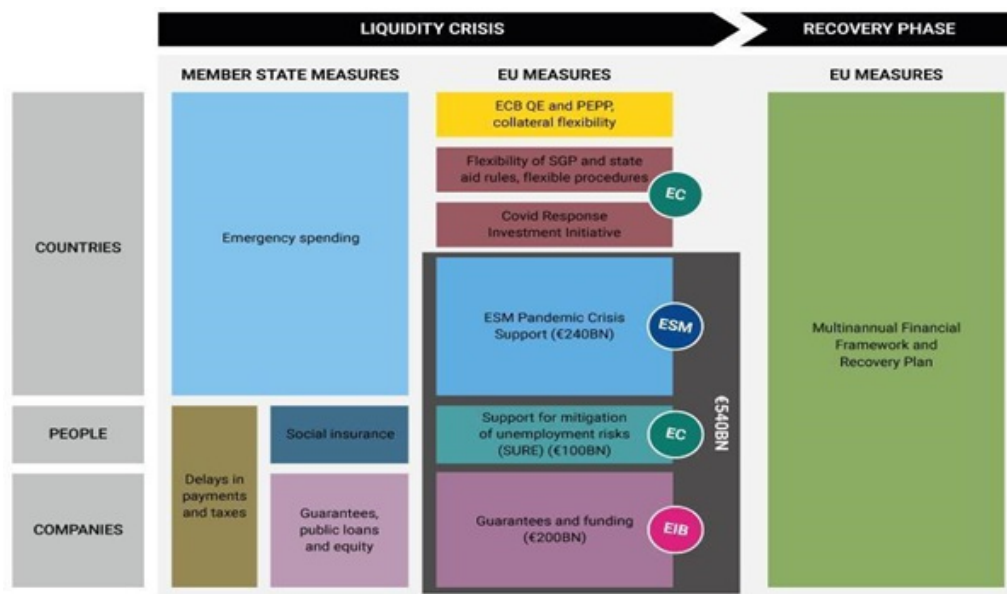 LIQUIDITY CRISIS
RECOVERY PHASE
MEMBER STATE MEASURES
EU MEASURES
EU MEASURES
COUNTRIES
Emergency spending
ECB QE and PEPP,
collateral flexibility
Flexibility of SGP and state
aid rules, flexible procedures
EC
Covid Response
Investment Initiative
ESM Pandemic Crisis
Support (€240BN)
ESM
Multinannual Financial
Framework and
Recovery Plan
€540BN
PEOPLE
Social insurance
Support for mitigation
of unemployment risks
(SURE) (€100BN)
EC
Delays in
payments
and taxes
COMPANIES
Guarantees,
public loans
and equity
Guarantees and funding
(€200BN)
EIB